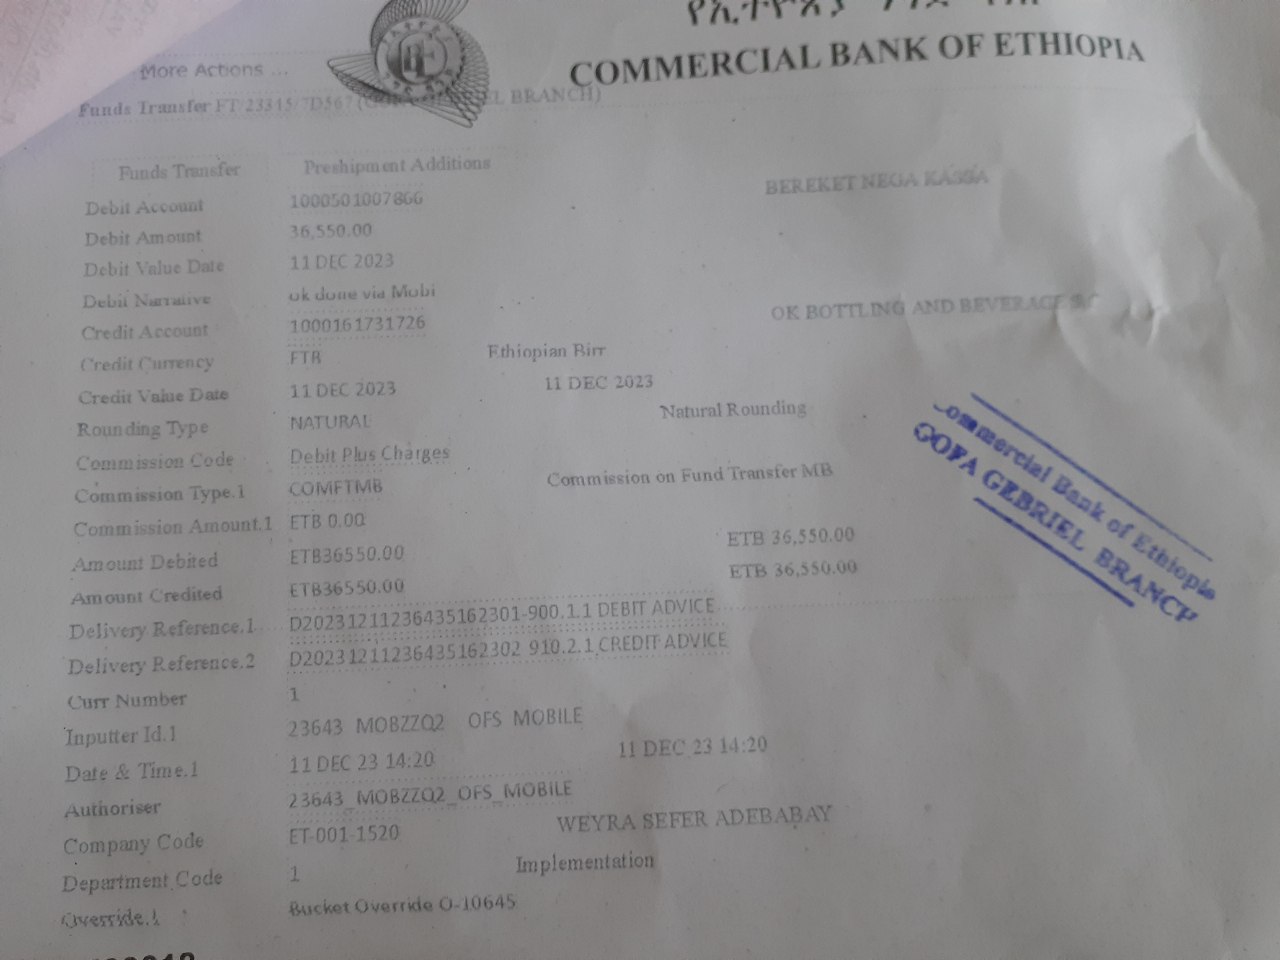 COMMERCIAL BANK OF ETHIOPIA
More Actions ...
Funds Transfer FT 23345 BRANCH)
Funds Transfer Preshipment Additions
Debit Account 1000501007866 BEREKET NEGA KASSA
Debit Amount 36,550.00
Debit Value Date 11 DEC 2023
Debit Narrative ok done via Mobi
Credit Account 1000161731726 OK BOTTLING AND BEVERAGE
Credit Currency ETB Ethiopian Birr
Credit Value Date 11 DEC 2023 11 DEC 2023
Rounding Type NATURAL Natural Rounding
Commission Code Debit Plus Charges
Commission Type.1 COMFTMB Commission on Fund Transfer MB
Commission Amount.1 ETB 0.00
Amount Debited ETB36550.00 ETB 36,550.00
Amount Credited ETB36550.00 ETB 36,550.00
Delivery Reference.1 D20231211236435162301-900.1.1 DEBIT ADVICE
Delivery Reference.2 D20231211236435162302 910.2.1 CREDIT ADVICE
Curr Number 1
Inputter Id.1 23643 MOBZZQ2 OFS MOBILE
Date & Time.1 11 DEC 23 14:20 11 DEC 23 14:20
Authoriser 23643_MOBZZQ2_OFS_MOBILE
Company Code ET-001-1520 WEYRA SEFER ADEBABAY
Department Code 1 Implementation
Override.1 Bucket Override O-10645
Commercial Bank of Ethiopia
GOFA GEBRIEL BRANCH